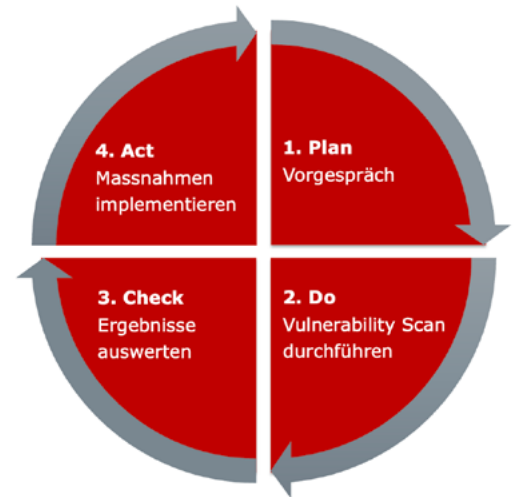 1. Plan
Vorgespräch
2. Do
Vulnerability Scan
durchführen
3. Check
Ergebnisse
auswerten
4. Act
Massnahmen
implementieren